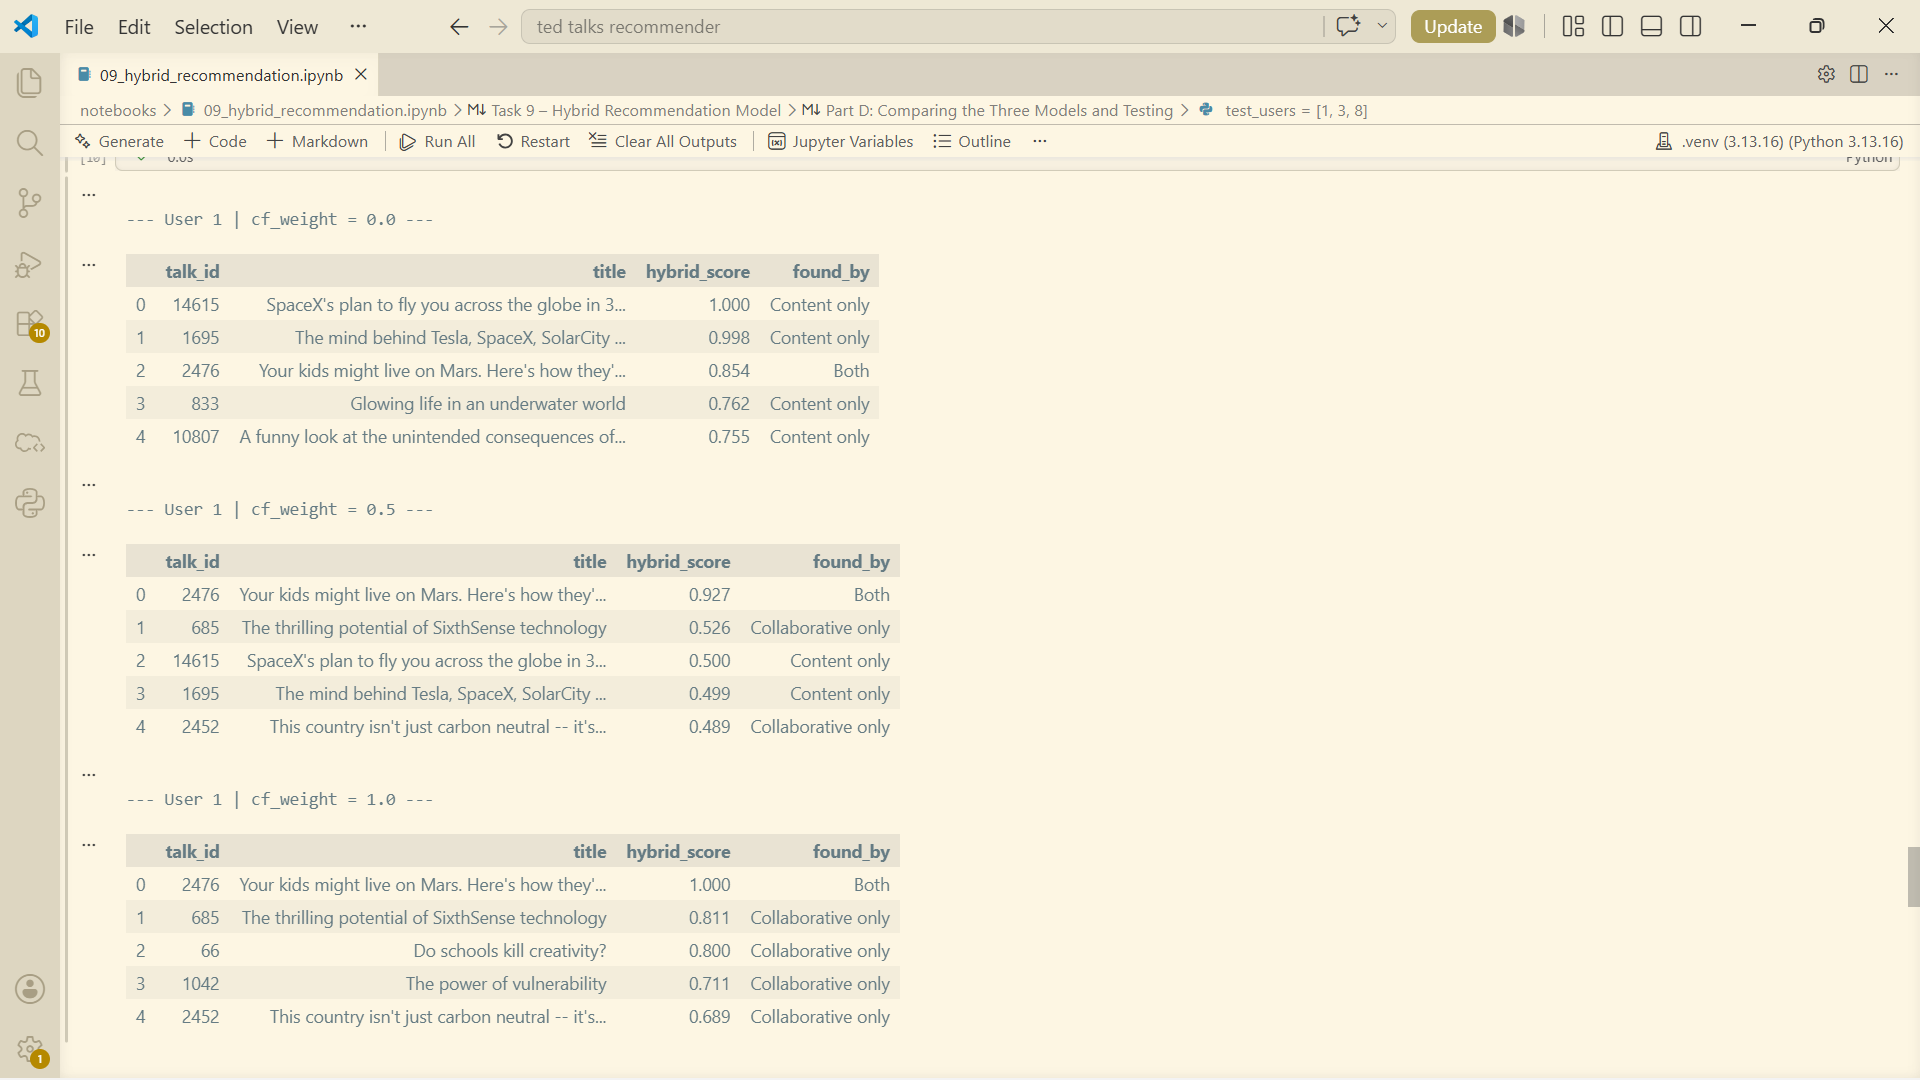 File Edit Selection View ··· ted talks recommender Update
09_hybrid_recommendation.ipynb
notebooks > 09_hybrid_recommendation.ipynb > M↓ Task 9 – Hybrid Recommendation Model > M↓ Part D: Comparing the Three Models and Testing > test_users = [1, 3, 8]
Generate + Code + Markdown Run All Restart Clear All Outputs Jupyter Variables Outline ··· .venv (3.13.16) (Python 3.13.16)
[10] 0.0s Python
--- User 1 | cf_weight = 0.0 ---
talk_id title hybrid_score found_by
0 14615 SpaceX's plan to fly you across the globe in 3... 1.000 Content only
1 1695 The mind behind Tesla, SpaceX, SolarCity ... 0.998 Content only
2 2476 Your kids might live on Mars. Here's how they'... 0.854 Both
3 833 Glowing life in an underwater world 0.762 Content only
4 10807 A funny look at the unintended consequences of... 0.755 Content only
--- User 1 | cf_weight = 0.5 ---
talk_id title hybrid_score found_by
0 2476 Your kids might live on Mars. Here's how they'... 0.927 Both
1 685 The thrilling potential of SixthSense technology 0.526 Collaborative only
2 14615 SpaceX's plan to fly you across the globe in 3... 0.500 Content only
3 1695 The mind behind Tesla, SpaceX, SolarCity ... 0.499 Content only
4 2452 This country isn't just carbon neutral -- it's... 0.489 Collaborative only
--- User 1 | cf_weight = 1.0 ---
talk_id title hybrid_score found_by
0 2476 Your kids might live on Mars. Here's how they'... 1.000 Both
1 685 The thrilling potential of SixthSense technology 0.811 Collaborative only
2 66 Do schools kill creativity? 0.800 Collaborative only
3 1042 The power of vulnerability 0.711 Collaborative only
4 2452 This country isn't just carbon neutral -- it's... 0.689 Collaborative only
10
1